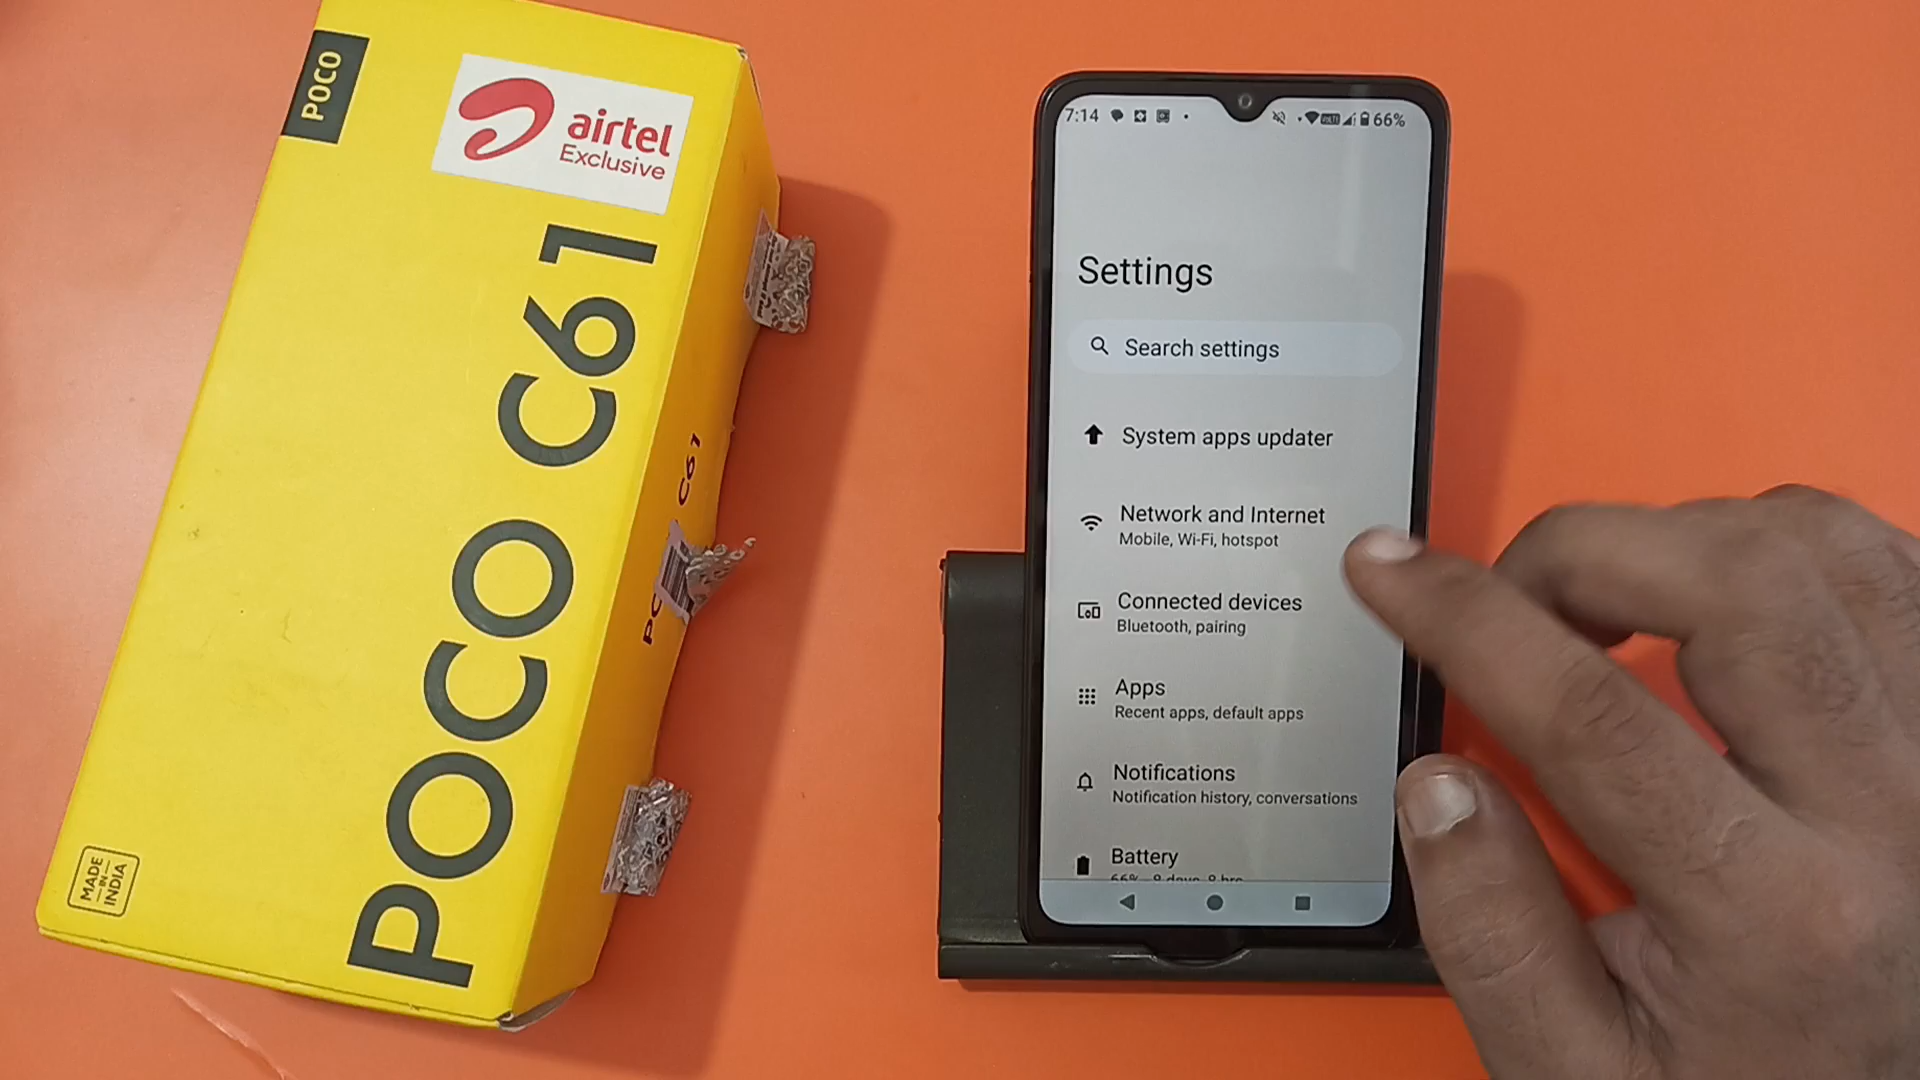 POCO
airtel
Exclusive
POCO C61
C61
MADE
IN
INDIA
7:14
66%
Settings
Search settings
System apps updater
Network and Internet
Mobile, Wi-Fi, hotspot
Connected devices
Bluetooth, pairing
Apps
Recent apps, default apps
Notifications
Notification history, conversations
Battery